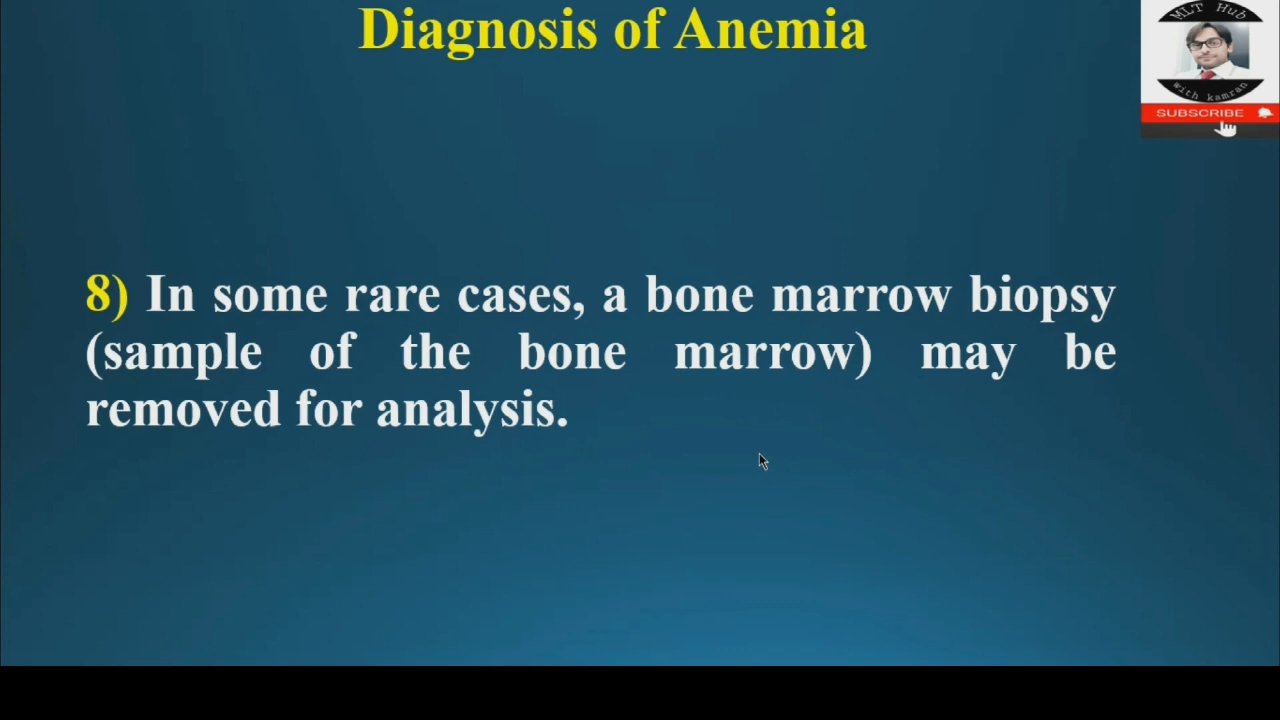 Diagnosis of Anemia
MLT Hub
with kamran
SUBSCRIBE
8) In some rare cases, a bone marrow biopsy
(sample of the bone marrow) may be
removed for analysis.